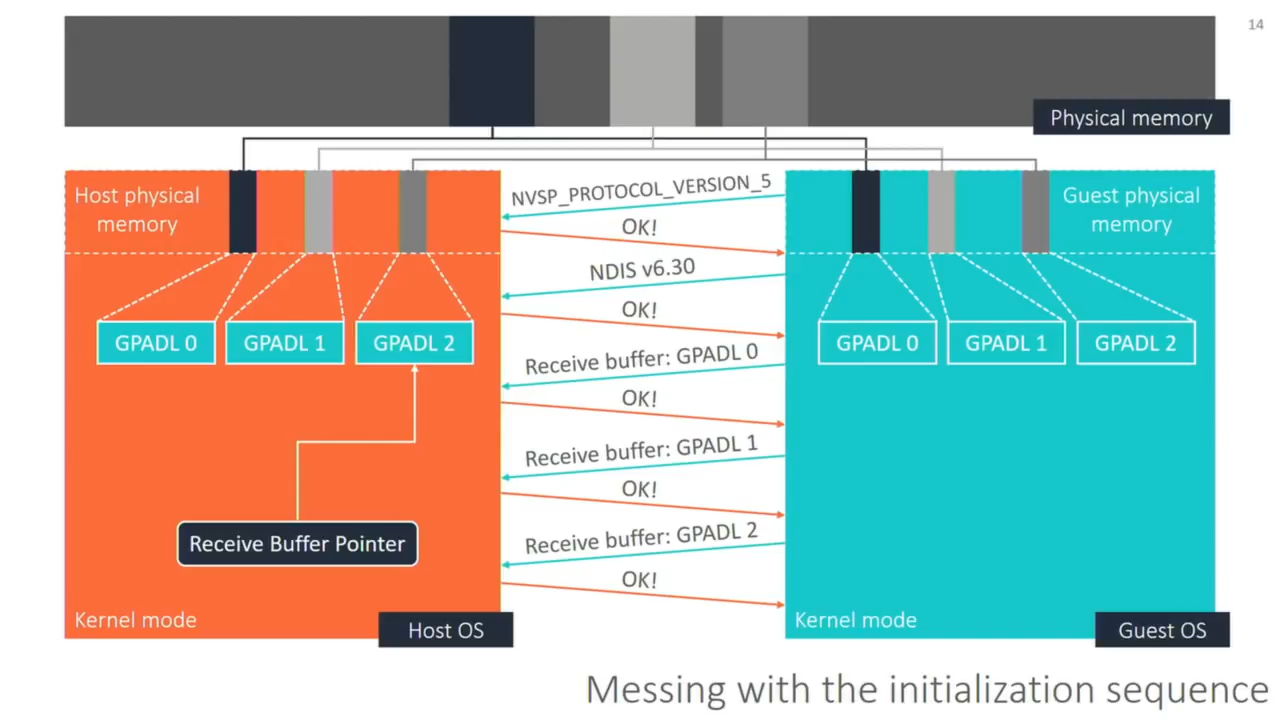 14
Physical memory
Host physical
memory
NVSP_PROTOCOL_VERSION_5
Guest physical
memory
OK!
NDIS v6.30
OK!
GPADL 0
GPADL 1
GPADL 2
GPADL 0
GPADL 1
GPADL 2
Receive buffer: GPADL 0
OK!
Receive buffer: GPADL 1
OK!
Receive buffer: GPADL 2
Receive Buffer Pointer
OK!
Kernel mode
Host OS
Kernel mode
Guest OS
Messing with the initialization sequence